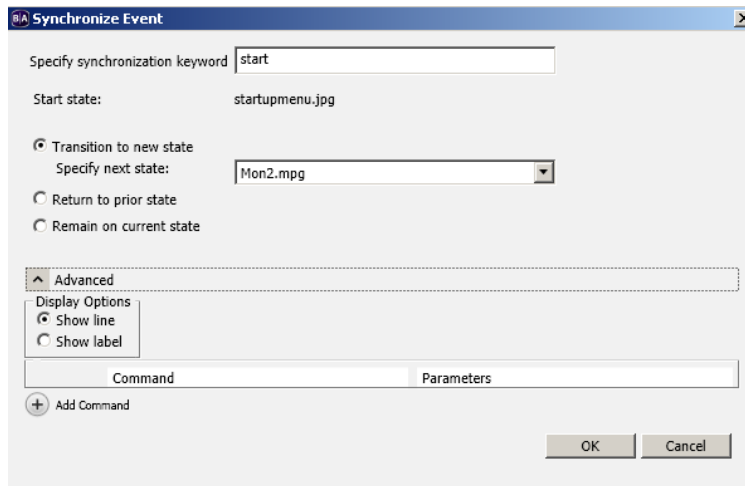 BIA Synchronize Event
Specify synchronization keyword start
Start state: startupmenu.jpg
Transition to new state
Specify next state: Mon2.mpg
Return to prior state
Remain on current state
Advanced
Display Options
Show line
Show label
Command Parameters
Add Command
OK Cancel